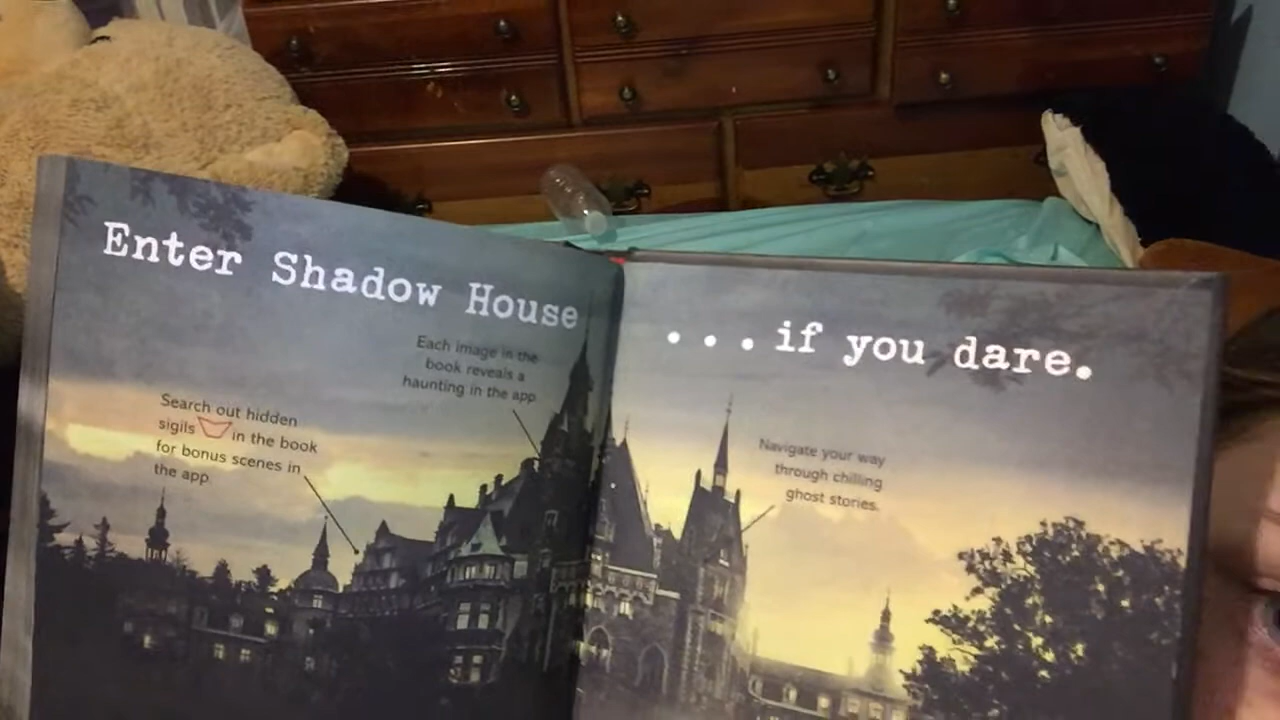 Enter Shadow House
Each image in the
book reveals a
haunting in the app.
Search out hidden
sigils in the book
for bonus scenes in
the app.
. . . if you dare.
Navigate your way
through chilling
ghost stories.